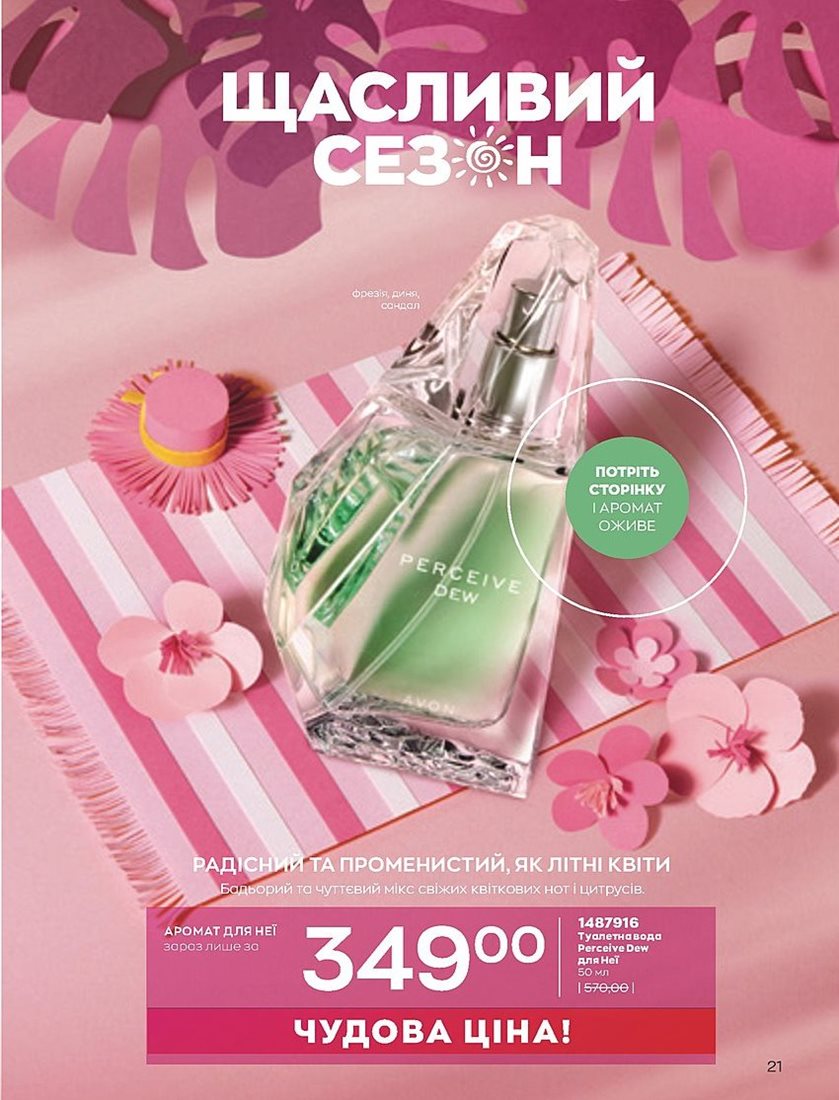 ЩАСЛИВИЙ
СЕЗОН
фрезія, диня,
сандал
ПОТРІТЬ
СТОРІНКУ
І АРОМАТ
ОЖИВЕ
PERCEIVE
DEW
AVON
РАДІСНИЙ ТА ПРОМЕНИСТИЙ, ЯК ЛІТНІ КВІТИ
Бадьорий та чуттєвий мікс свіжих квіткових нот і цитрусів.
АРОМАТ ДЛЯ НЕЇ
зараз лише за
349⁰⁰
1487916
Туалетна вода
Perceive Dew
для Неї
50 мл
| 570,00 |
ЧУДОВА ЦІНА!
21